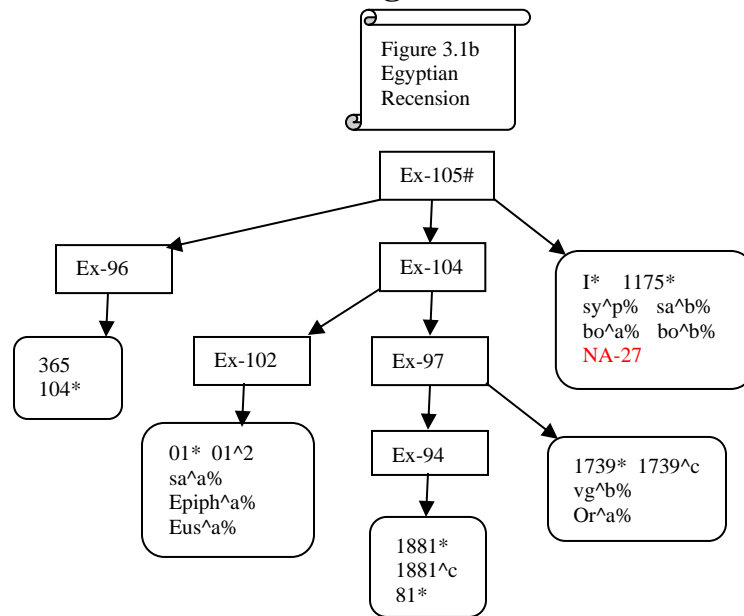 Figure 3.1b
Egyptian
Recension
Ex-105#
Ex-96
Ex-104
I* 1175*
sy^p% sa^b%
bo^a% bo^b%
NA-27
365
104*
Ex-102
Ex-97
01* 01^2
sa^a%
Epiph^a%
Eus^a%
Ex-94
1739* 1739^c
vg^b%
Or^a%
1881*
1881^c
81*